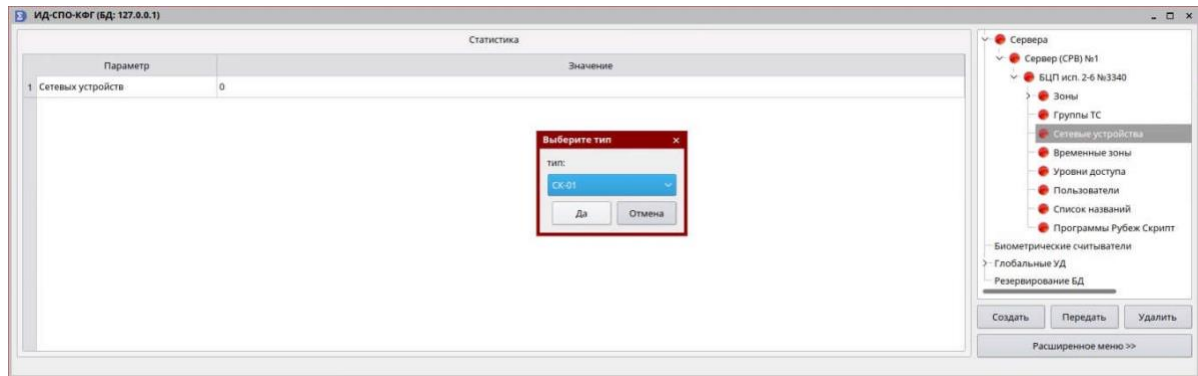 ИД-СПО-КФГ (БД: 127.0.0.1)
Статистика
Параметр Значение
1 Сетевых устройств 0
Выберите тип
тип:
СК-01
Да Отмена
Сервера
Сервер (СРВ) №1
БЦП исп. 2-6 №3340
Зоны
Группы ТС
Сетевые устройства
Временные зоны
Уровни доступа
Пользователи
Список названий
Программы Рубеж Скрипт
Биометрические считыватели
Глобальные УД
Резервирование БД
Создать Передать Удалить
Расширенное меню >>